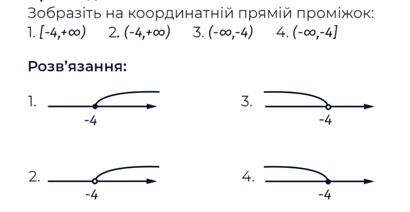 Зобразіть на координатній прямій проміжок:
1. [-4,+∞) 2. (-4,+∞) 3. (-∞,-4) 4. (-∞,-4]
Розв’язання:
1. 3.
-4 -4
2. 4.
-4 -4